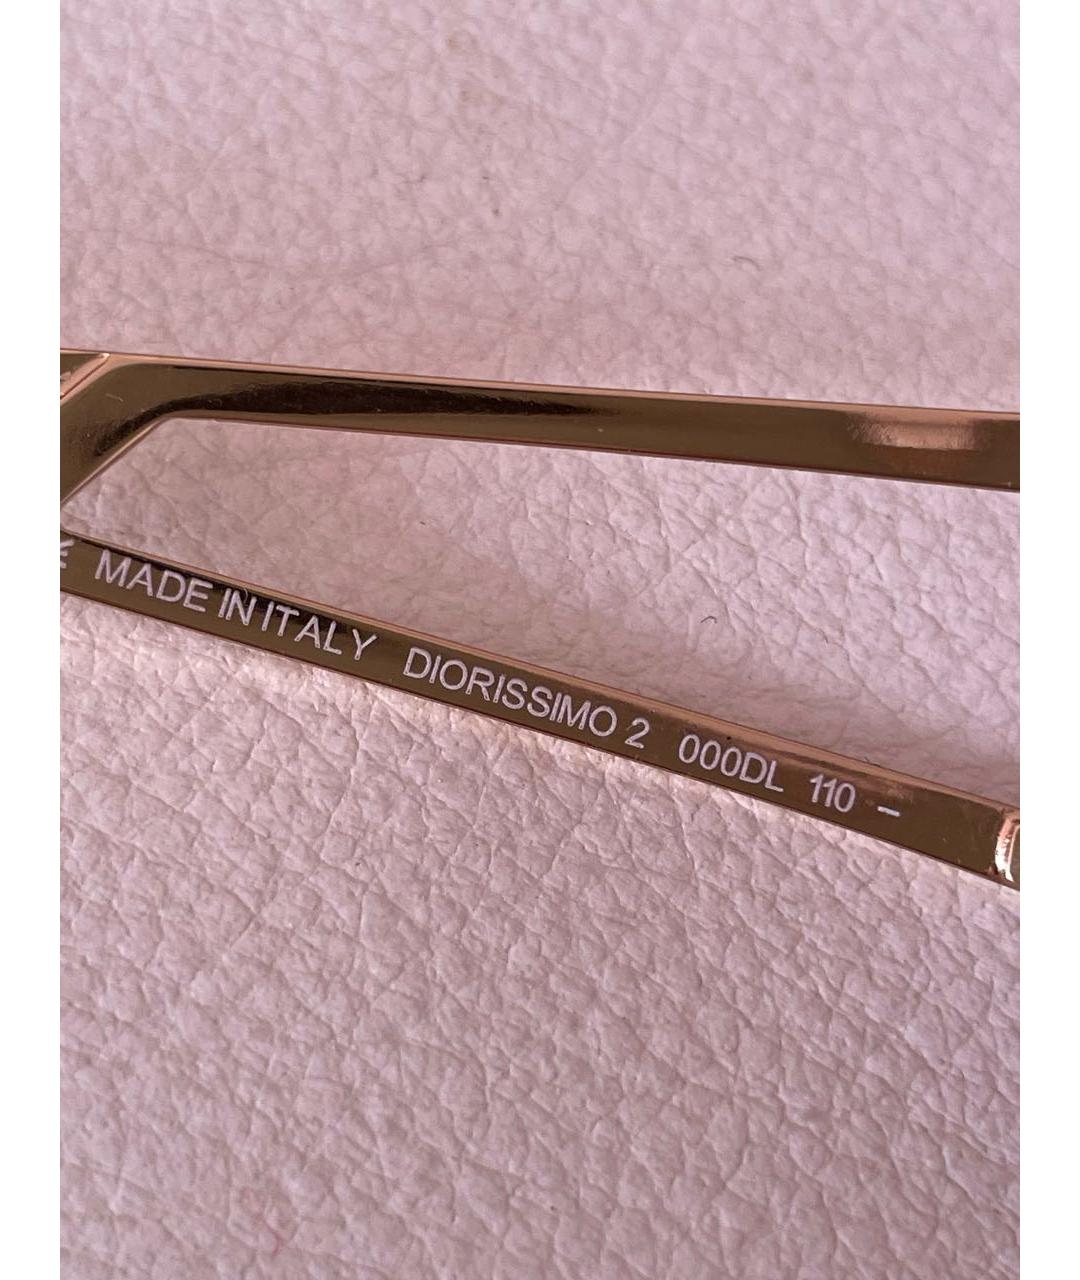 MADE IN ITALY DIORISSIMO 2 000DL 110 –